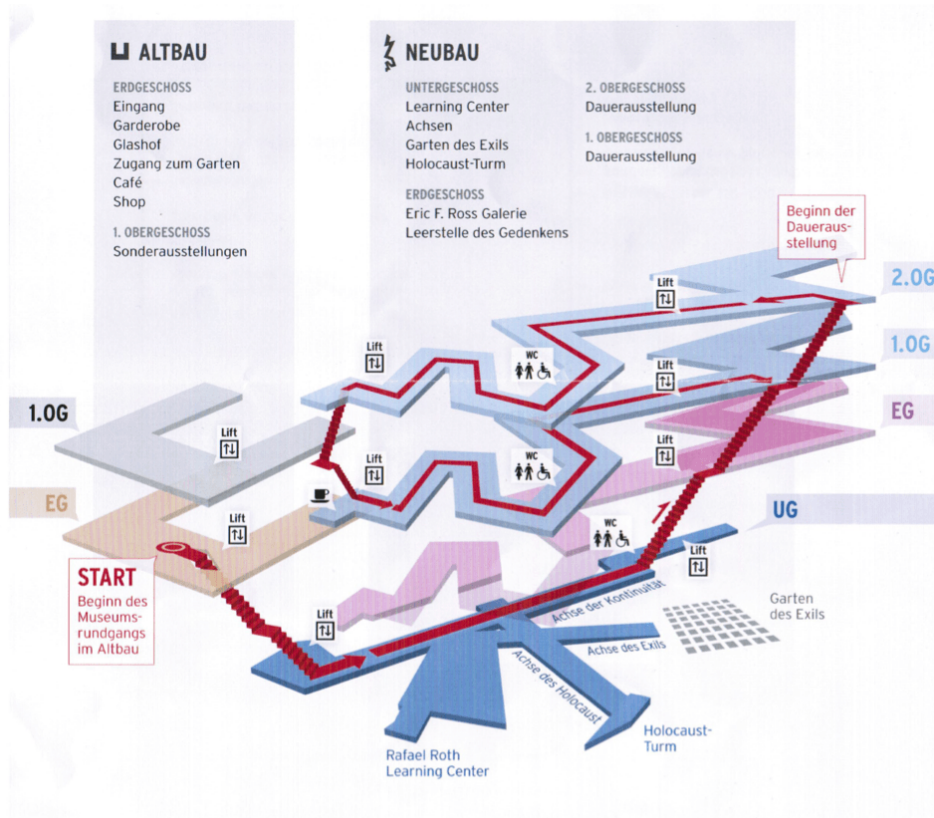 ALTBAU
ERDGESCHOSS
Eingang
Garderobe
Glashof
Zugang zum Garten
Café
Shop
1. OBERGESCHOSS
Sonderausstellungen
NEUBAU
UNTERGESCHOSS
Learning Center
Achsen
Garten des Exils
Holocaust-Turm
ERDGESCHOSS
Eric F. Ross Galerie
Leerstelle des Gedenkens
2. OBERGESCHOSS
Dauerausstellung
1. OBERGESCHOSS
Dauerausstellung
Beginn der
Daueraus-
stellung
2.OG
Lift
1.OG
Lift
WC
Lift
EG
1.OG
Lift
Lift
WC
Lift
EG
Lift
UG
WC
Lift
START
Beginn des
Museums-
rundgangs
im Altbau
Lift
Achse der Kontinuität
Garten
des Exils
Achse des Exils
Achse des Holocaust
Holocaust-
Turm
Rafael Roth
Learning Center